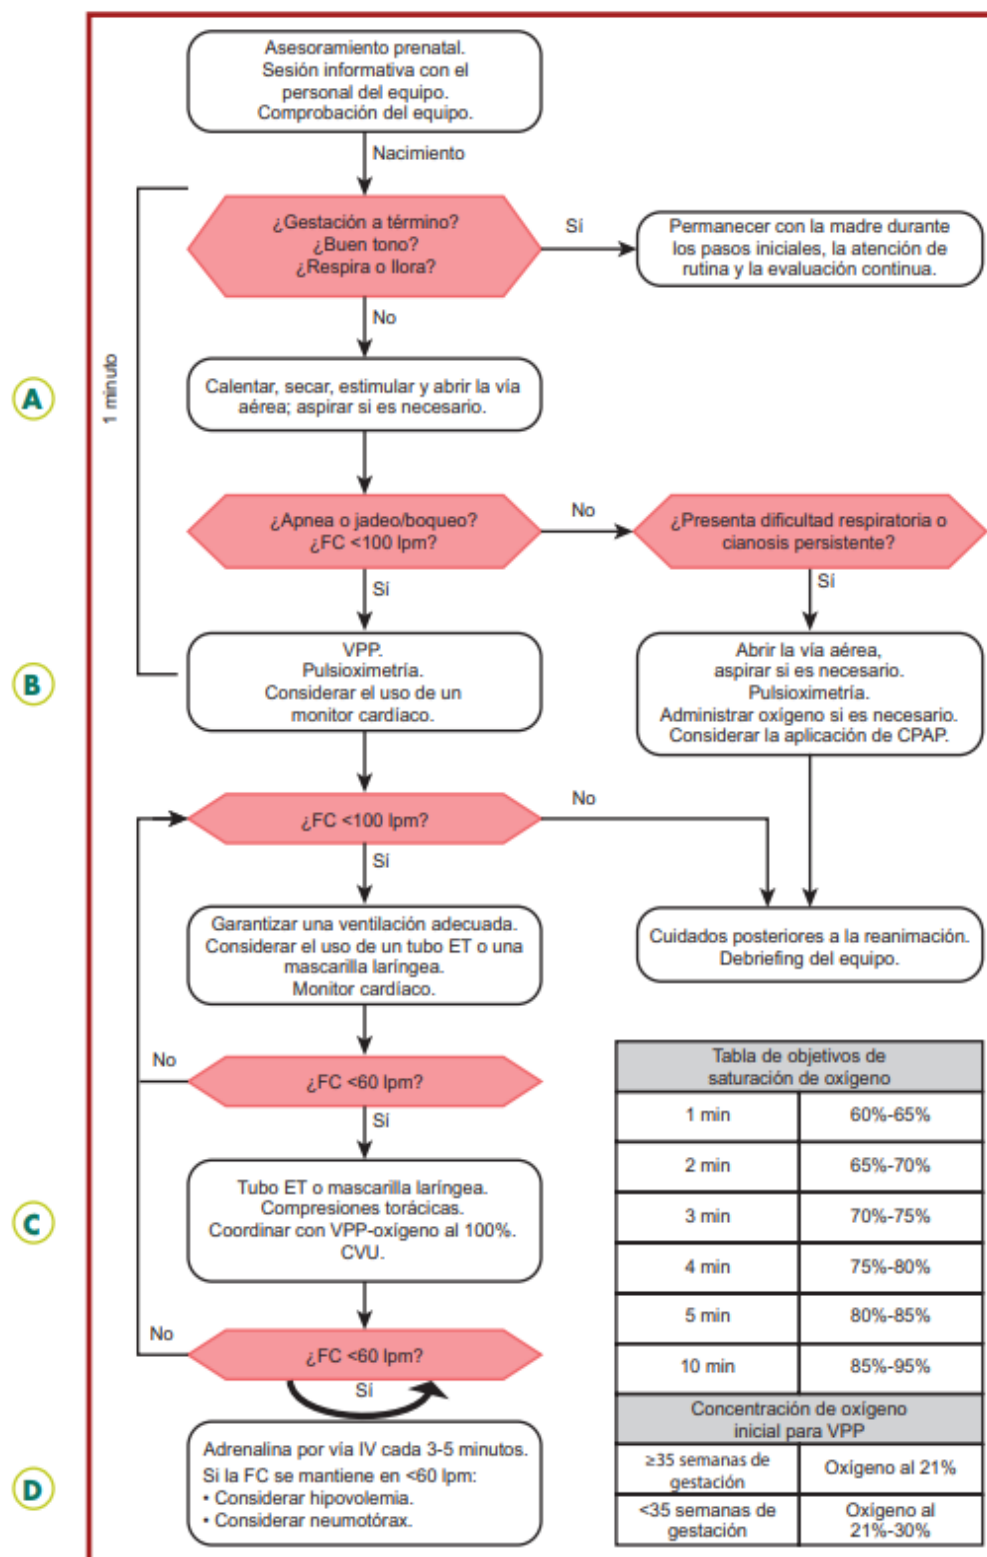 Asesoramiento prenatal.
Sesión informativa con el
personal del equipo.
Comprobación del equipo.
Nacimiento
¿Gestación a término?
¿Buen tono?
¿Respira o llora?
Sí
Permanecer con la madre durante
los pasos iniciales, la atención de
rutina y la evaluación continua.
No
1 minuto
A
Calentar, secar, estimular y abrir la vía
aérea; aspirar si es necesario.
¿Apnea o jadeo/boqueo?
¿FC <100 lpm?
No
¿Presenta dificultad respiratoria o
cianosis persistente?
Sí
Sí
B
VPP.
Pulsioximetría.
Considerar el uso de un
monitor cardíaco.
Abrir la vía aérea,
aspirar si es necesario.
Pulsioximetría.
Administrar oxígeno si es necesario.
Considerar la aplicación de CPAP.
¿FC <100 lpm?
No
Sí
Garantizar una ventilación adecuada.
Considerar el uso de un tubo ET o una
mascarilla laríngea.
Monitor cardíaco.
Cuidados posteriores a la reanimación.
Debriefing del equipo.
No
¿FC <60 lpm?
Sí
C
Tubo ET o mascarilla laríngea.
Compresiones torácicas.
Coordinar con VPP-oxígeno al 100%.
CVU.
No
¿FC <60 lpm?
Sí
D
Adrenalina por vía IV cada 3-5 minutos.
Si la FC se mantiene en <60 lpm:
• Considerar hipovolemia.
• Considerar neumotórax.
Tabla de objetivos de
saturación de oxígeno
1 min 60%-65%
2 min 65%-70%
3 min 70%-75%
4 min 75%-80%
5 min 80%-85%
10 min 85%-95%
Concentración de oxígeno
inicial para VPP
≥35 semanas de
gestación
Oxígeno al 21%
<35 semanas de
gestación
Oxígeno al
21%-30%